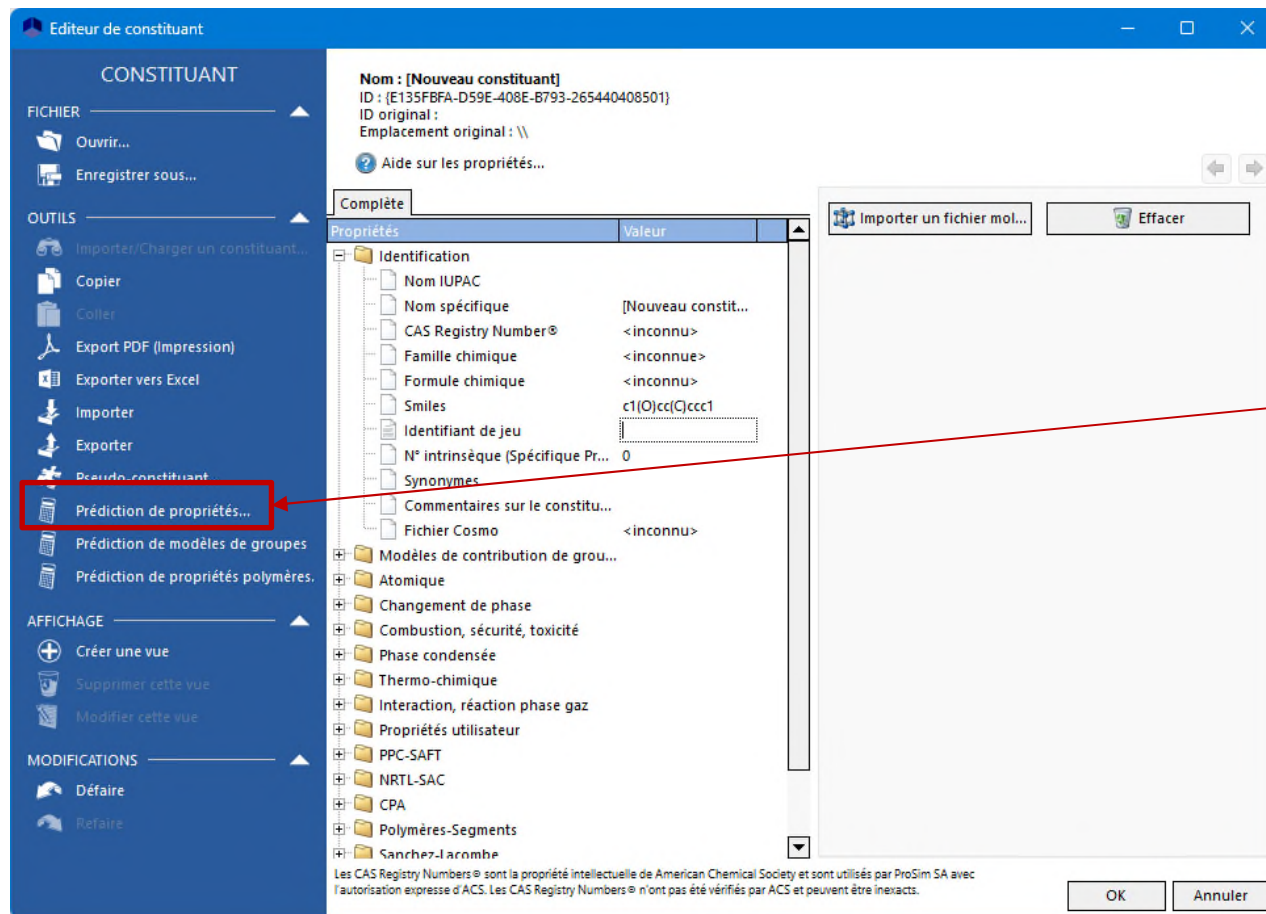 Editeur de constituant
CONSTITUANT
FICHIER
Ouvrir...
Enregistrer sous...
OUTILS
Importer/Charger un constituant...
Copier
Coller
Export PDF (Impression)
Exporter vers Excel
Importer
Exporter
Pseudo-constituant
Prédiction de propriétés...
Prédiction de modèles de groupes
Prédiction de propriétés polymères.
AFFICHAGE
Créer une vue
Supprimer cette vue
Modifier cette vue
MODIFICATIONS
Défaire
Refaire
Nom : [Nouveau constituant]
ID : {E135FBFA-D59E-408E-B793-265440408501}
ID original :
Emplacement original : \\
Aide sur les propriétés...
Complète
Propriétés Valeur
Identification
Nom IUPAC
Nom spécifique [Nouveau constit...
CAS Registry Number® <inconnu>
Famille chimique <inconnue>
Formule chimique <inconnu>
Smiles c1(O)cc(C)ccc1
Identifiant de jeu
N° intrinsèque (Spécifique Pr... 0
Synonymes
Commentaires sur le constitu...
Fichier Cosmo <inconnu>
Modèles de contribution de grou...
Atomique
Changement de phase
Combustion, sécurité, toxicité
Phase condensée
Thermo-chimique
Interaction, réaction phase gaz
Propriétés utilisateur
PPC-SAFT
NRTL-SAC
CPA
Polymères-Segments
Sanchez-Lacombe
Importer un fichier mol... Effacer
Les CAS Registry Numbers® sont la propriété intellectuelle de American Chemical Society et sont utilisés par ProSim SA avec
l'autorisation expresse d'ACS. Les CAS Registry Numbers® n'ont pas été vérifiés par ACS et peuvent être inexacts.
OK Annuler